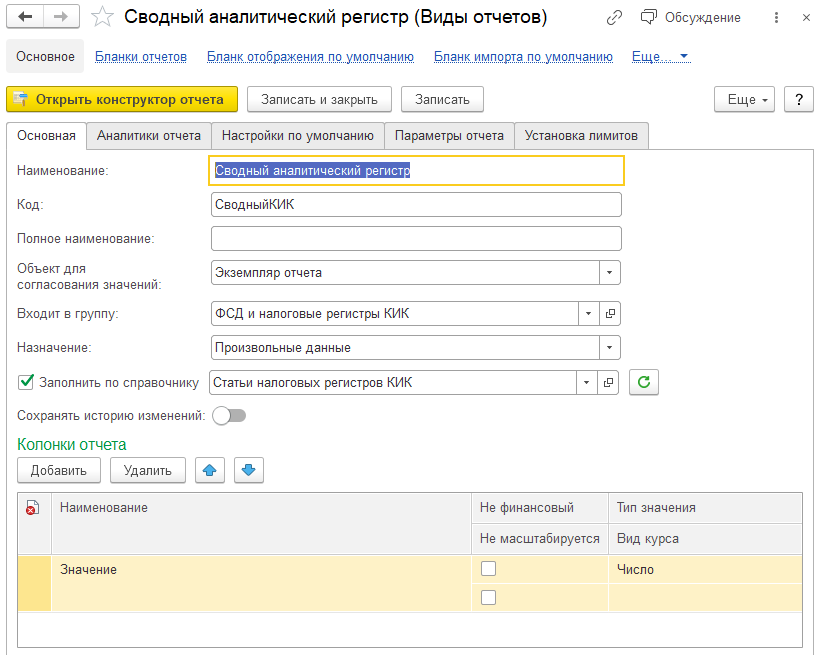 Сводный аналитический регистр (Виды отчетов)
Обсуждение
Основное Бланки отчетов Бланк отображения по умолчанию Бланк импорта по умолчанию Еще...
Открыть конструктор отчета Записать и закрыть Записать Еще ?
Основная Аналитики отчета Настройки по умолчанию Параметры отчета Установка лимитов
Наименование: Сводный аналитический регистр
Код: СводныйКИК
Полное наименование:
Объект для
согласования значений: Экземпляр отчета
Входит в группу: ФСД и налоговые регистры КИК
Назначение: Произвольные данные
Заполнить по справочнику Статьи налоговых регистров КИК
Сохранять историю изменений:
Колонки отчета
Добавить Удалить
Наименование Не финансовый Тип значения
Не масштабируется Вид курса
Значение Число